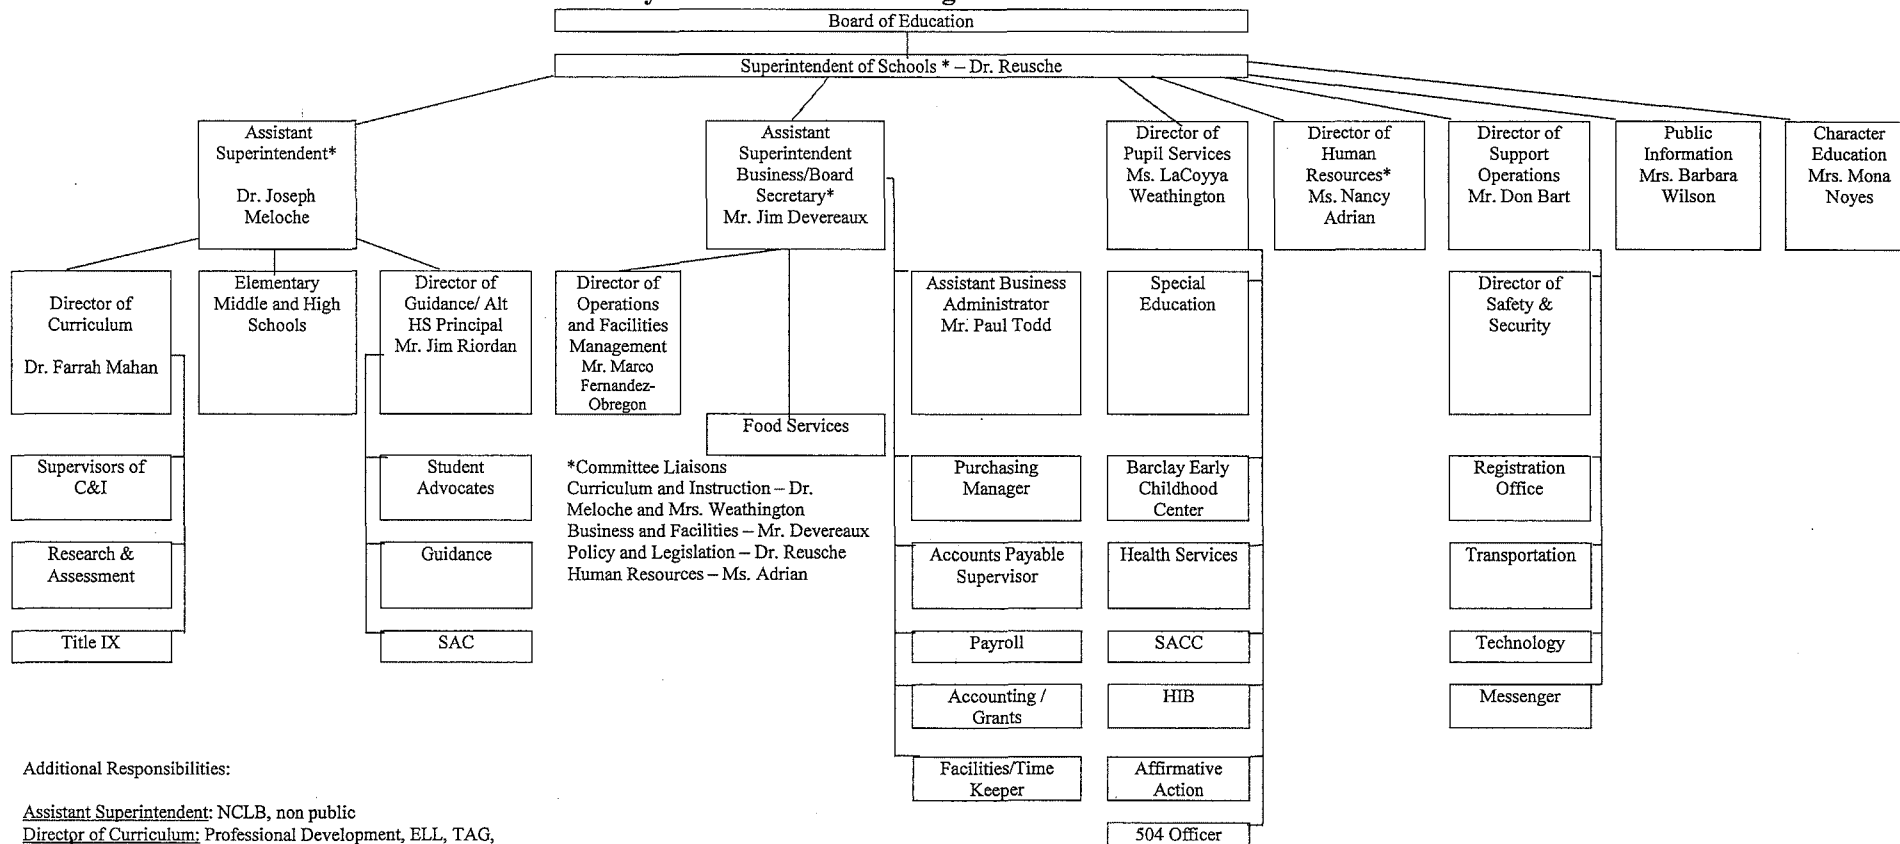 Board of Education
Superintendent of Schools * – Dr. Reusche
Assistant
Superintendent*
Dr. Joseph
Meloche
Assistant
Superintendent
Business/Board
Secretary*
Mr. Jim Devereaux
Director of
Pupil Services
Ms. LaCoyya
Weathington
Director of
Human
Resources*
Ms. Nancy
Adrian
Director of
Support
Operations
Mr. Don Bart
Public
Information
Mrs. Barbara
Wilson
Character
Education
Mrs. Mona
Noyes
Director of
Curriculum
Dr. Farrah Mahan
Elementary
Middle and High
Schools
Director of
Guidance/ Alt
HS Principal
Mr. Jim Riordan
Director of
Operations
and Facilities
Management
Mr. Marco
Fernandez-
Obregon
Assistant Business
Administrator
Mr. Paul Todd
Special
Education
Director of
Safety &
Security
Food Services
Supervisors of
C&I
Student
Advocates
*Committee Liaisons
Curriculum and Instruction – Dr.
Meloche and Mrs. Weathington
Business and Facilities – Mr. Devereaux
Policy and Legislation – Dr. Reusche
Human Resources – Ms. Adrian
Purchasing
Manager
Barclay Early
Childhood
Center
Registration
Office
Research &
Assessment
Guidance
Accounts Payable
Supervisor
Health Services
Transportation
Title IX
SAC
Payroll
SACC
Technology
Accounting /
Grants
HIB
Messenger
Additional Responsibilities:
Facilities/Time
Keeper
Affirmative
Action
Assistant Superintendent: NCLB, non public
Director of Curriculum: Professional Development, ELL, TAG,
504 Officer